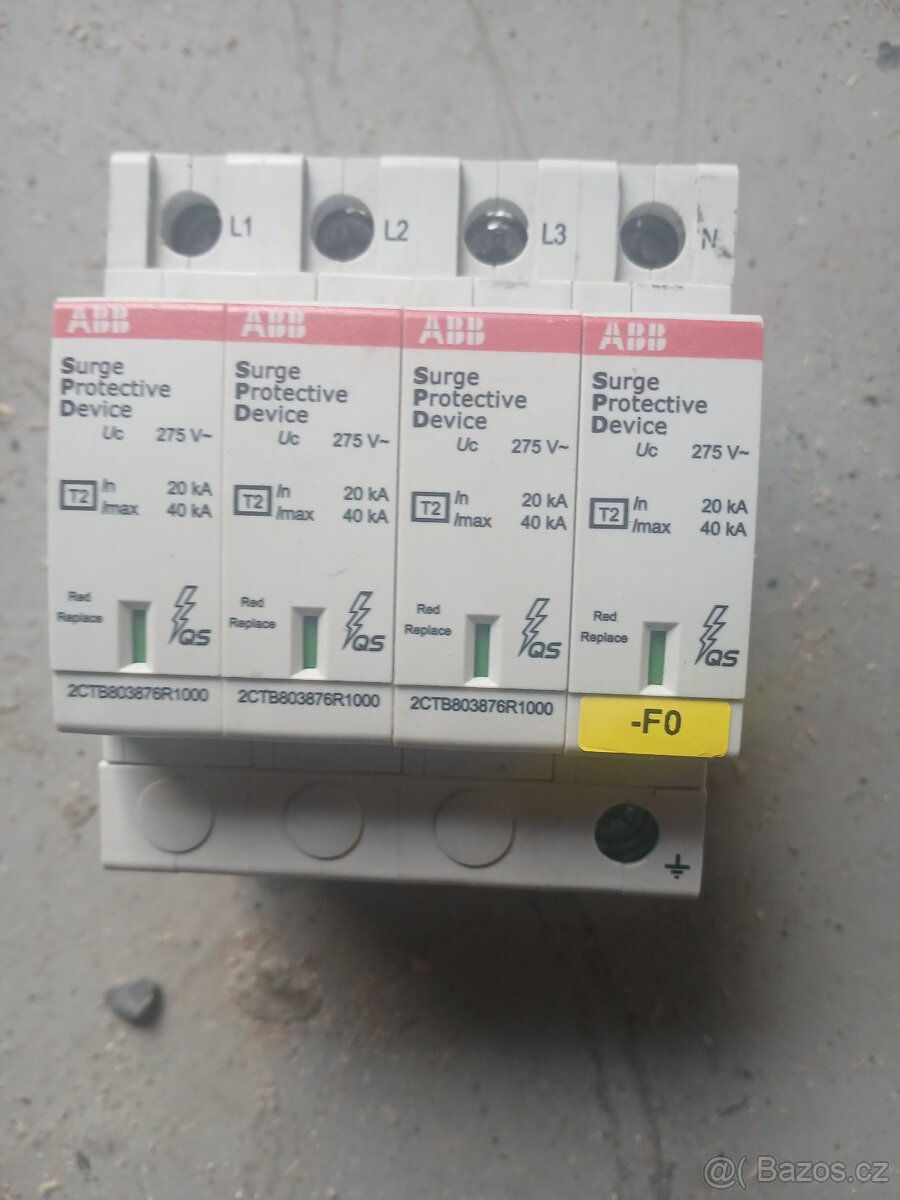 L1
L2
L3
N
ABB
Surge
Protective
Device
Uc 275 V~
T2 In 20 kA
Imax 40 kA
Red
Replace
QS
2CTB803876R1000
ABB
Surge
Protective
Device
Uc 275 V~
T2 In 20 kA
Imax 40 kA
Red
Replace
QS
2CTB803876R1000
ABB
Surge
Protective
Device
Uc 275 V~
T2 In 20 kA
Imax 40 kA
Red
Replace
QS
2CTB803876R1000
ABB
Surge
Protective
Device
Uc 275 V~
T2 In 20 kA
Imax 40 kA
Red
Replace
QS
-F0
@( Bazos.cz